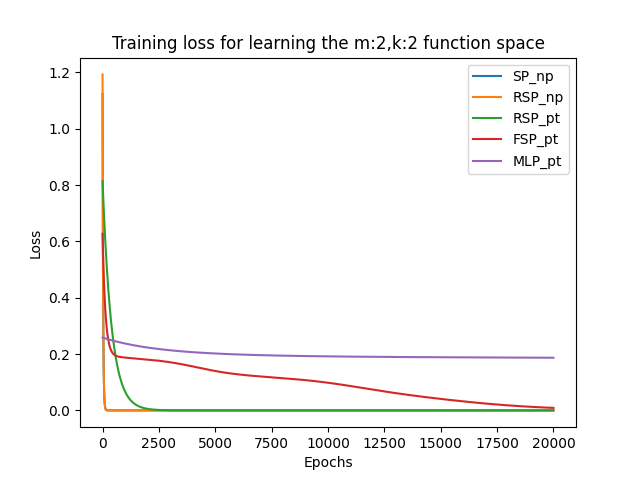 Training loss for learning the m:2,k:2 function space
SP_np
RSP_np
RSP_pt
FSP_pt
MLP_pt
Loss
1.2
1.0
0.8
0.6
0.4
0.2
0.0
0 2500 5000 7500 10000 12500 15000 17500 20000
Epochs